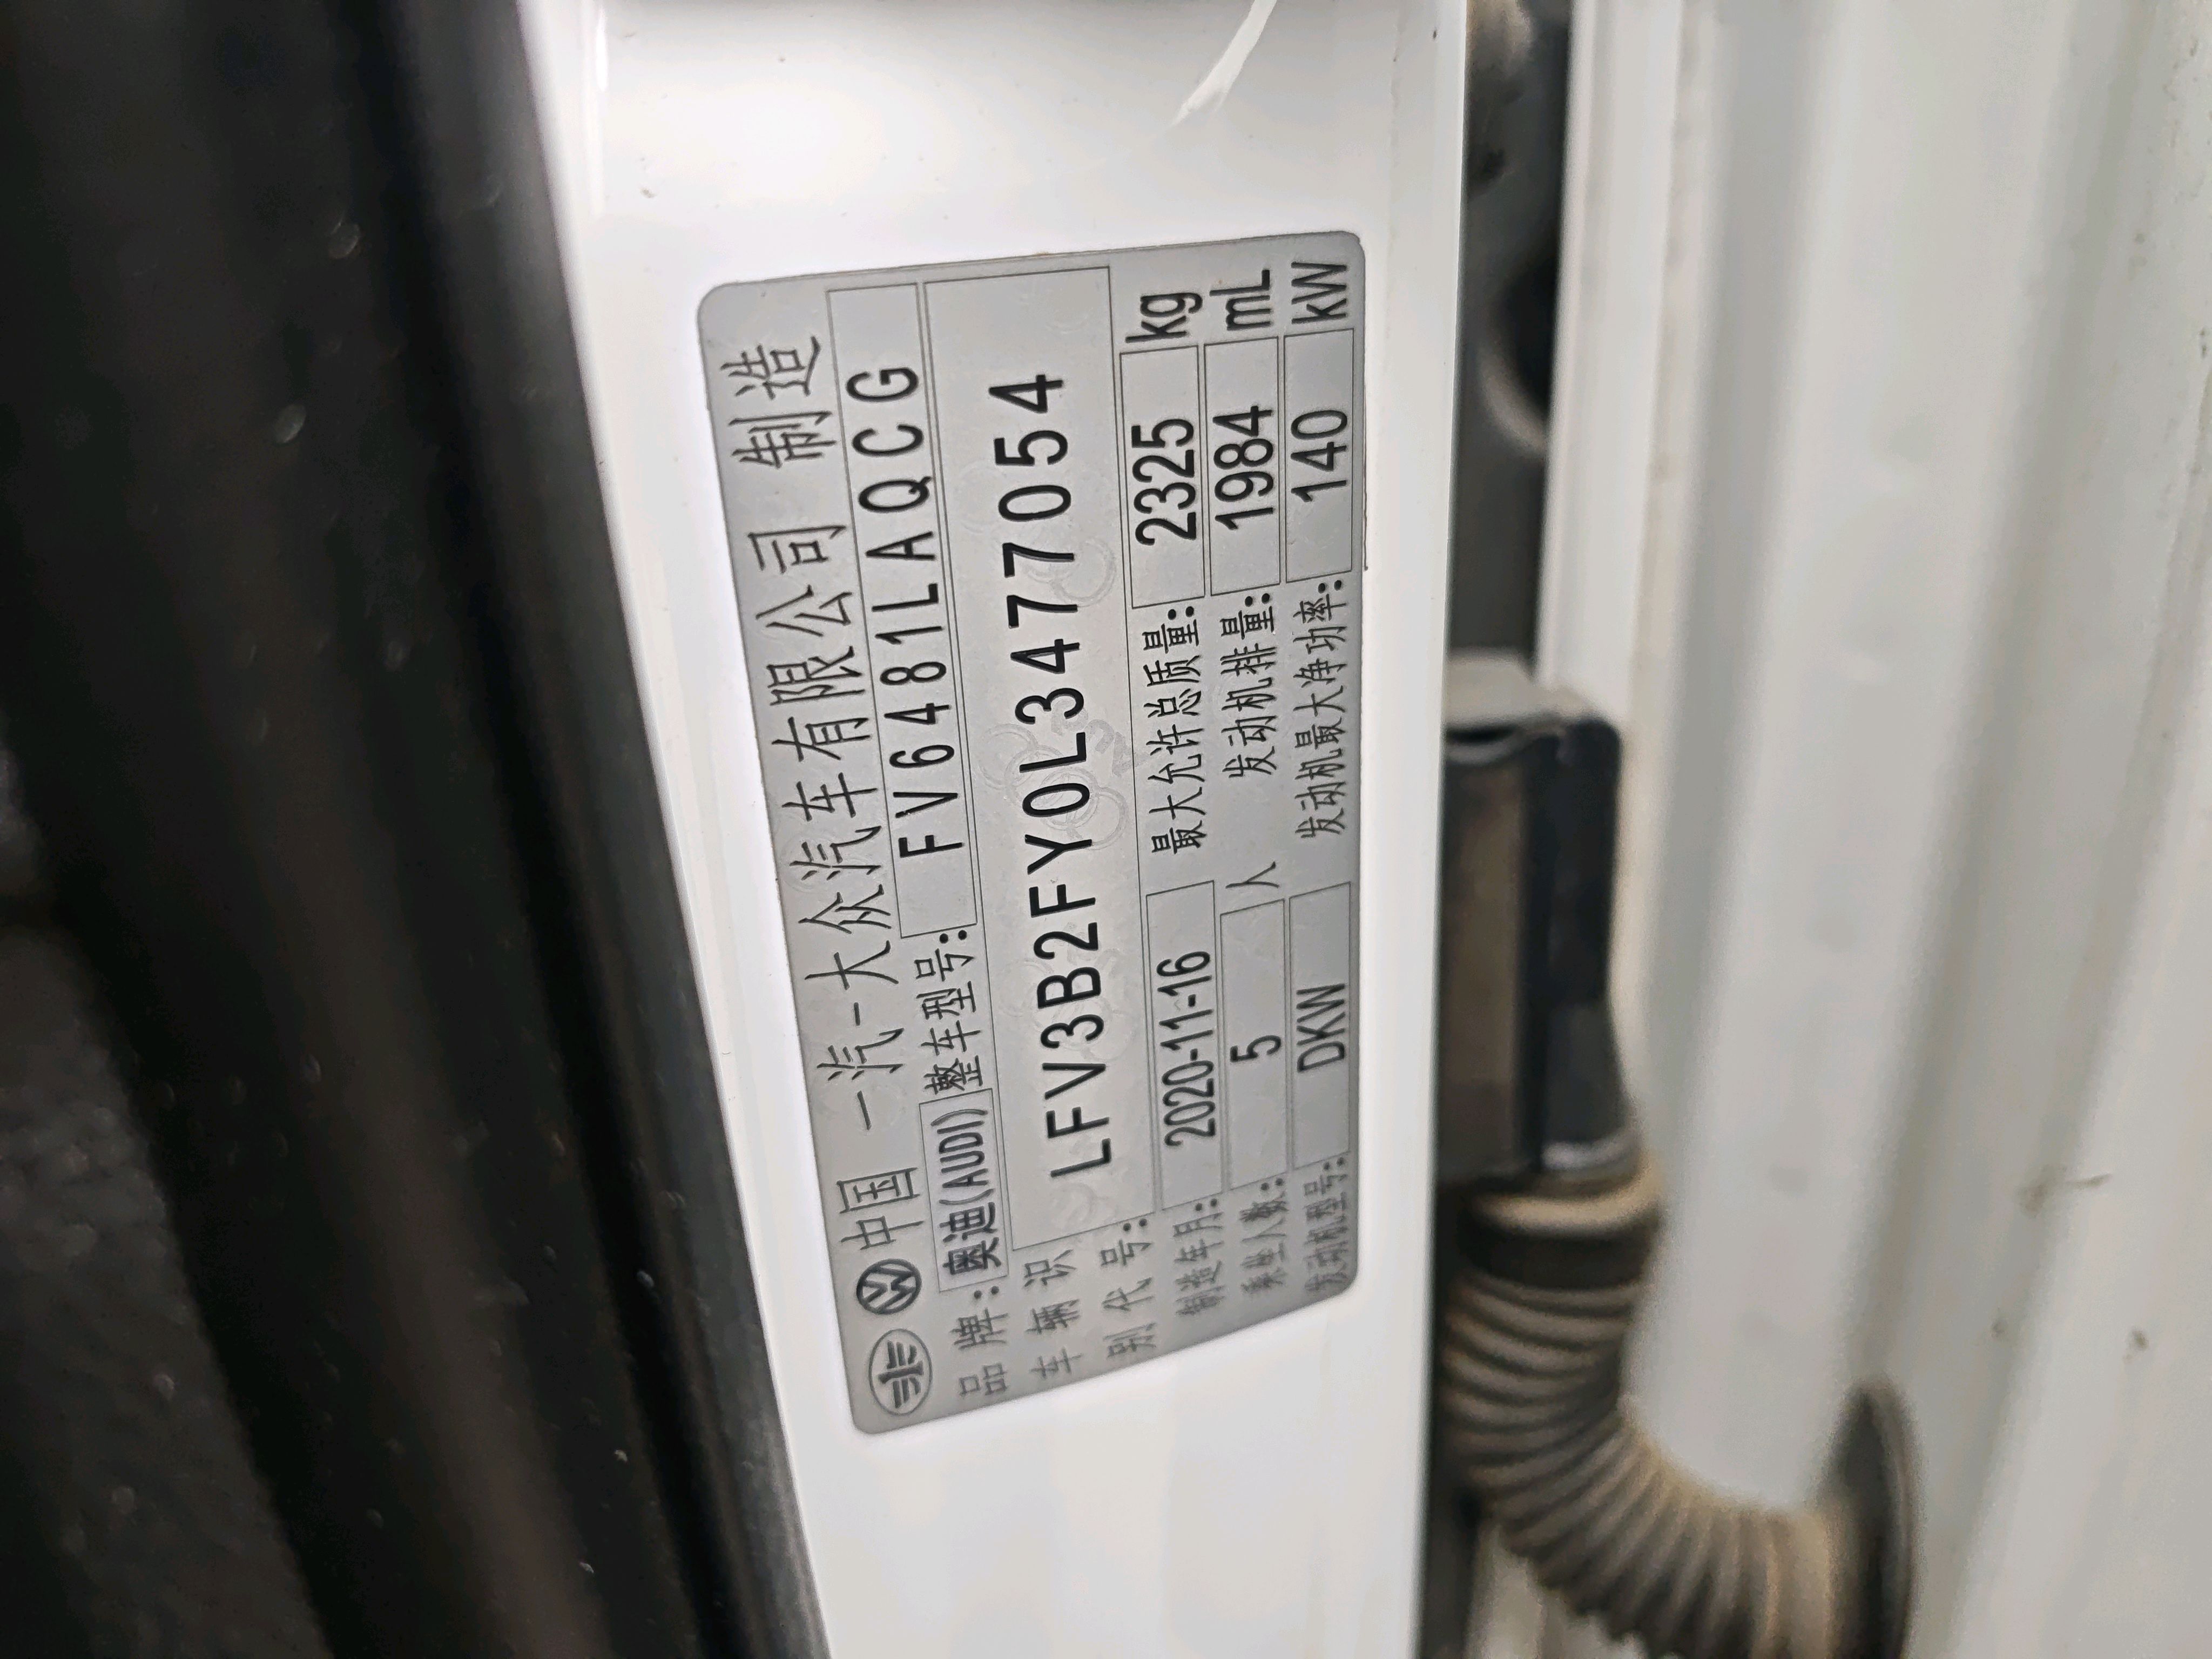 中国 一汽-大众汽车有限公司 制造
品牌: 奥迪(AUDI) 整车型号: FV6481LAQCG
车辆识别代号: LFV3B2FY0L3477054
制造年月: 2020-11-16 最大允许总质量: 2325 kg
乘坐人数: 5 人 发动机排量: 1984 mL
发动机型号: DKW 发动机最大净功率: 140 kW